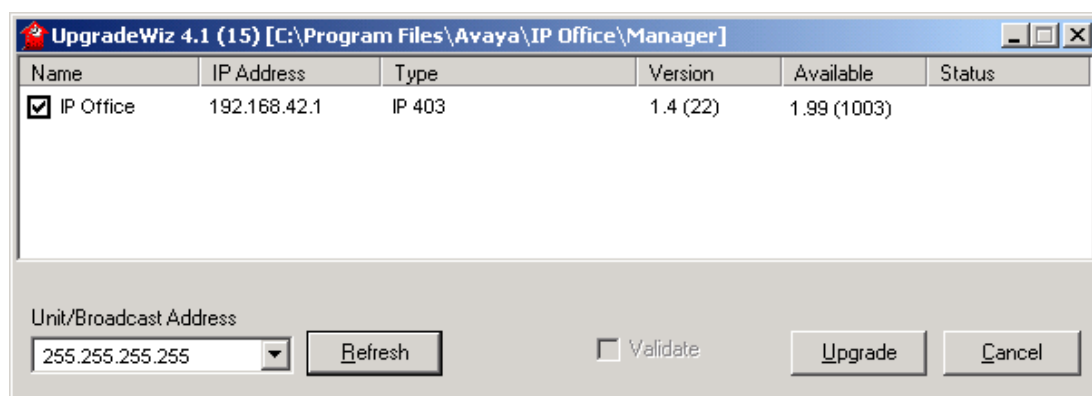 UpgradeWiz 4.1 (15) [C:\Program Files\Avaya\IP Office\Manager]
Name IP Address Type Version Available Status
IP Office 192.168.42.1 IP 403 1.4 (22) 1.99 (1003)
Unit/Broadcast Address
255.255.255.255 Refresh Validate Upgrade Cancel